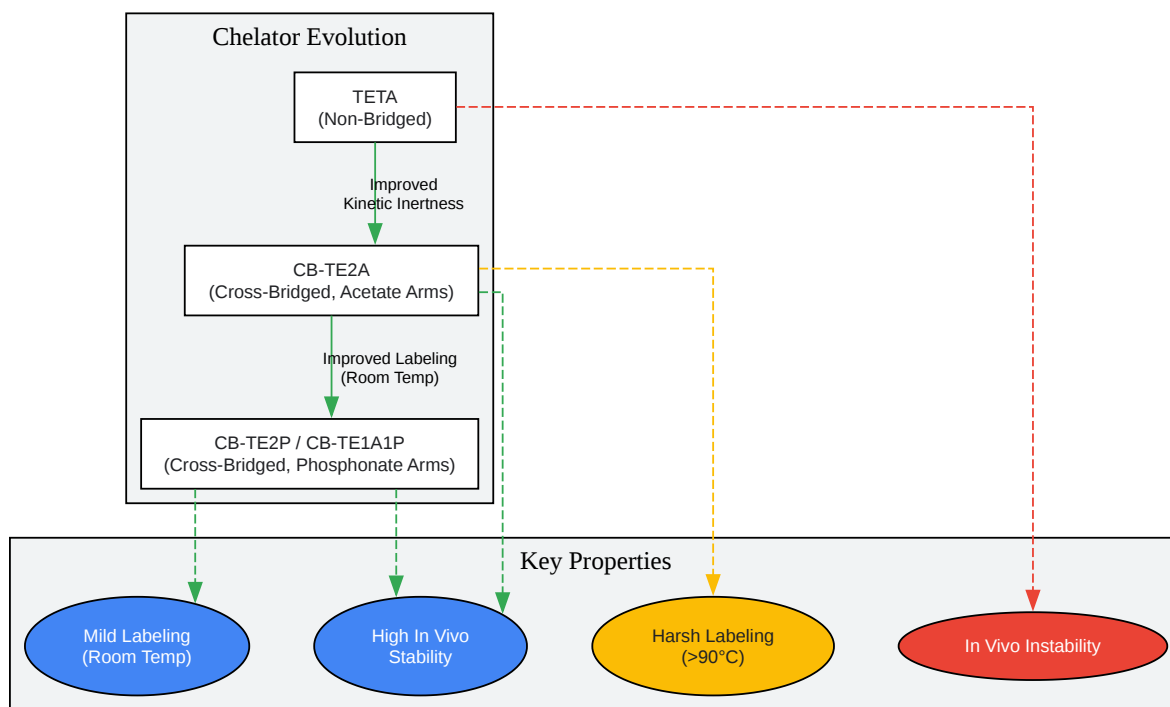 Chelator Evolution
TETA
(Non-Bridged)
Improved
Kinetic Inertness
CB-TE2A
(Cross-Bridged, Acetate Arms)
Improved Labeling
(Room Temp)
CB-TE2P / CB-TE1A1P
(Cross-Bridged, Phosphonate Arms)
Key Properties
Mild Labeling
(Room Temp)
High In Vivo
Stability
Harsh Labeling
(>90°C)
In Vivo Instability